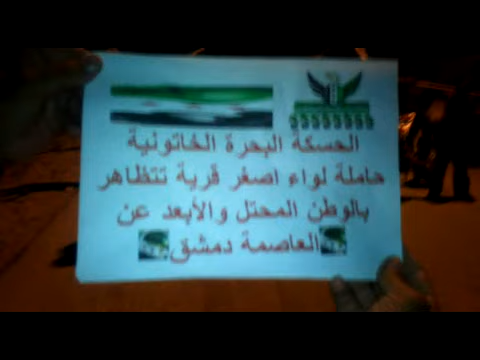 الحسكة البحرة الخاتونية
حاملة لواء اصغر قرية تتظاهر
بالوطن المحتل والأبعد عن
العاصمة دمشق